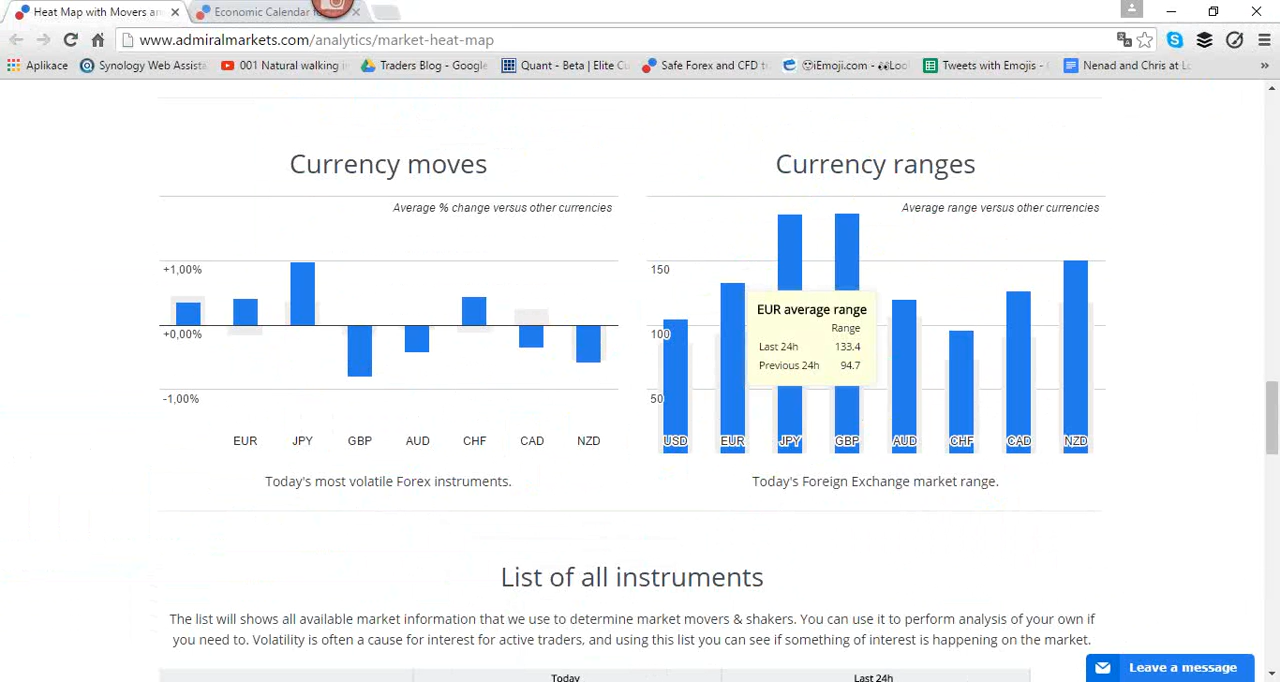 Heat Map with Movers an
Economic Calendar
www.admiralmarkets.com/analytics/market-heat-map
Aplikace
Synology Web Assista
001 Natural walking
Traders Blog - Google
Quant - Beta | Elite Cu
Safe Forex and CFD t
iEmoji.com -
Tweets with Emojis -
Nenad and Chris at Lo
»
Currency moves
Average % change versus other currencies
+1,00%
+0,00%
-1,00%
EUR JPY GBP AUD CHF CAD NZD
Today's most volatile Forex instruments.
Currency ranges
Average range versus other currencies
150
100
50
EUR average range
Range
Last 24h 133.4
Previous 24h 94.7
USD EUR JPY GBP AUD CHF CAD NZD
Today's Foreign Exchange market range.
List of all instruments
The list will shows all available market information that we use to determine market movers & shakers. You can use it to perform analysis of your own if
you need to. Volatility is often a cause for interest for active traders, and using this list you can see if something of interest is happening on the market.
Today Last 24h
Leave a message